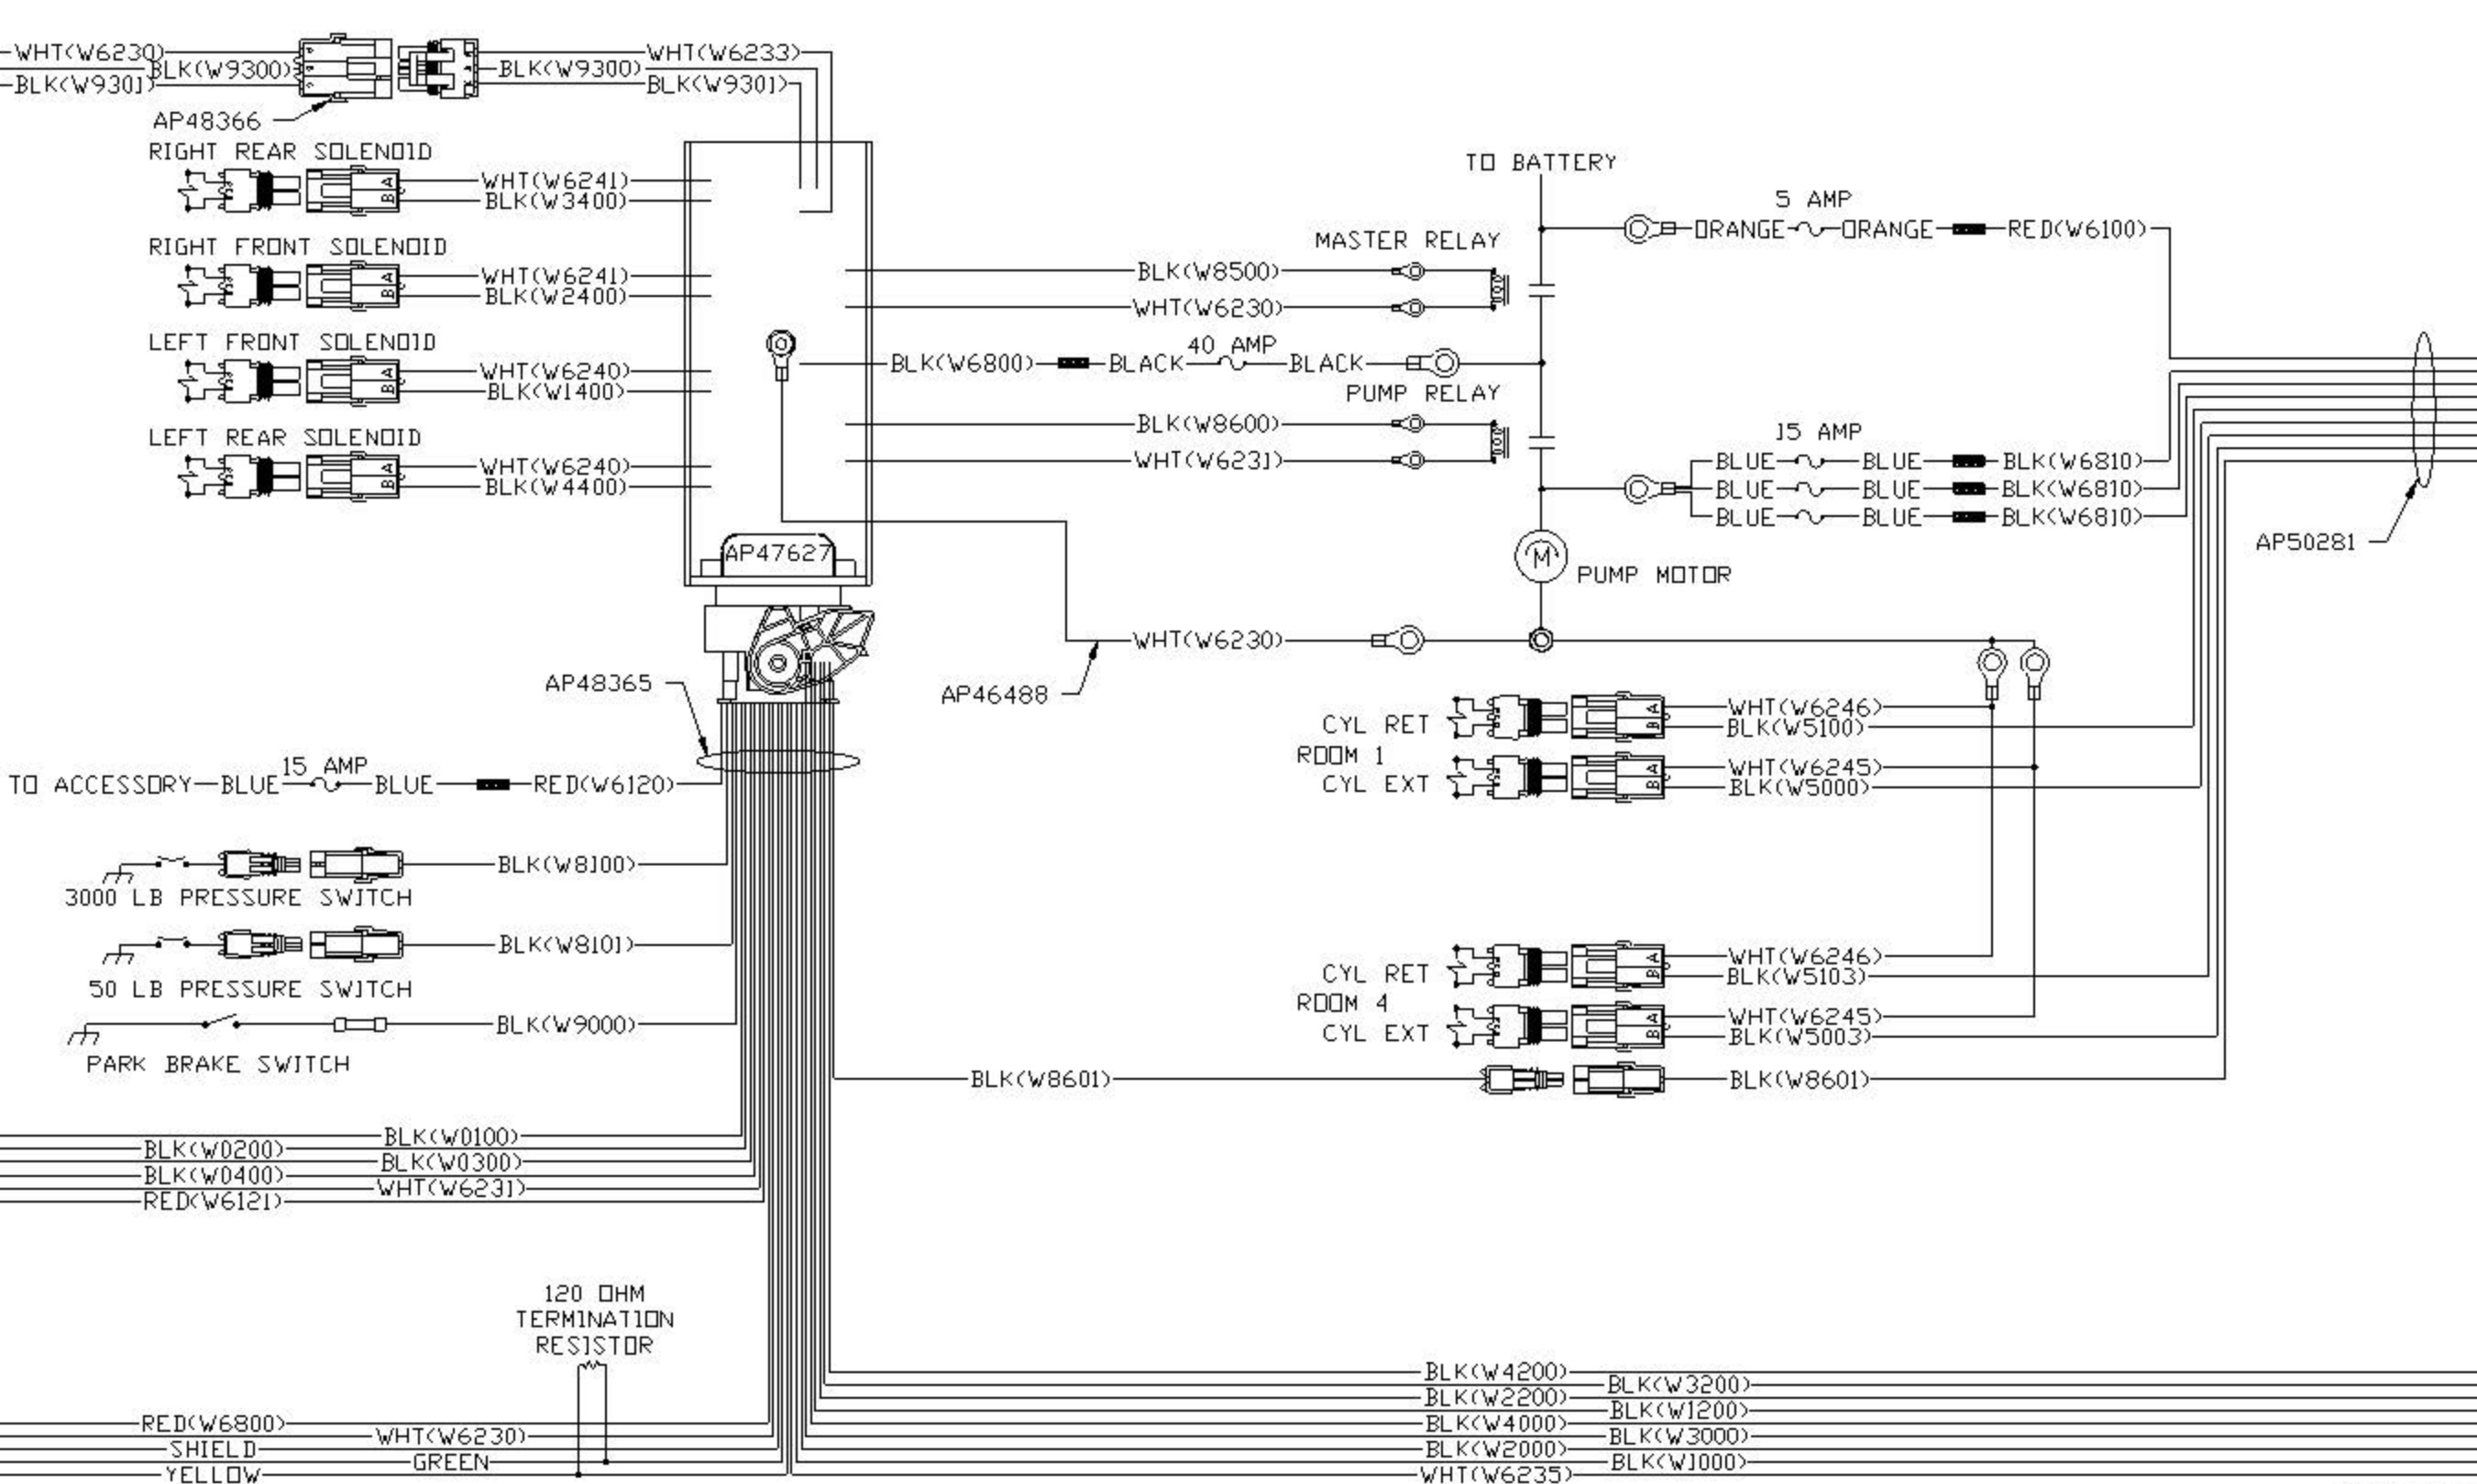 WHT(W6230)
BLK(W9300)
BLK(W9301)
WHT(W6233)
BLK(W9300)
BLK(W9301)
AP48366
RIGHT REAR SOLENOID
A
B
WHT(W6241)
BLK(W3400)
RIGHT FRONT SOLENOID
A
B
WHT(W6241)
BLK(W2400)
LEFT FRONT SOLENOID
A
B
WHT(W6240)
BLK(W1400)
LEFT REAR SOLENOID
A
B
WHT(W6240)
BLK(W4400)
AP47627
TO BATTERY
MASTER RELAY
BLK(W8500)
WHT(W6230)
BLK(W6800) BLACK 40 AMP BLACK
PUMP RELAY
BLK(W8600)
WHT(W6231)
5 AMP
ORANGE ORANGE RED(W6100)
15 AMP
BLUE BLUE BLK(W6810)
BLUE BLUE BLK(W6810)
BLUE BLUE BLK(W6810)
AP50281
M
PUMP MOTOR
WHT(W6230)
AP46488
AP48365
TO ACCESSORY BLUE 15 AMP BLUE RED(W6120)
BLK(W8100)
3000 LB PRESSURE SWITCH
BLK(W8101)
50 LB PRESSURE SWITCH
BLK(W9000)
PARK BRAKE SWITCH
CYL RET
A
B
WHT(W6246)
BLK(W5100)
ROOM 1
CYL EXT
A
B
WHT(W6245)
BLK(W5000)
CYL RET
A
B
WHT(W6246)
BLK(W5103)
ROOM 4
CYL EXT
A
B
WHT(W6245)
BLK(W5003)
BLK(W8601)
BLK(W8601)
BLK(W0100)
BLK(W0200)
BLK(W0300)
BLK(W0400)
WHT(W6231)
RED(W6121)
120 OHM
TERMINATION
RESISTOR
RED(W6800)
WHT(W6230)
SHIELD
GREEN
YELLOW
BLK(W4200)
BLK(W3200)
BLK(W2200)
BLK(W1200)
BLK(W4000)
BLK(W3000)
BLK(W2000)
BLK(W1000)
WHT(W6235)